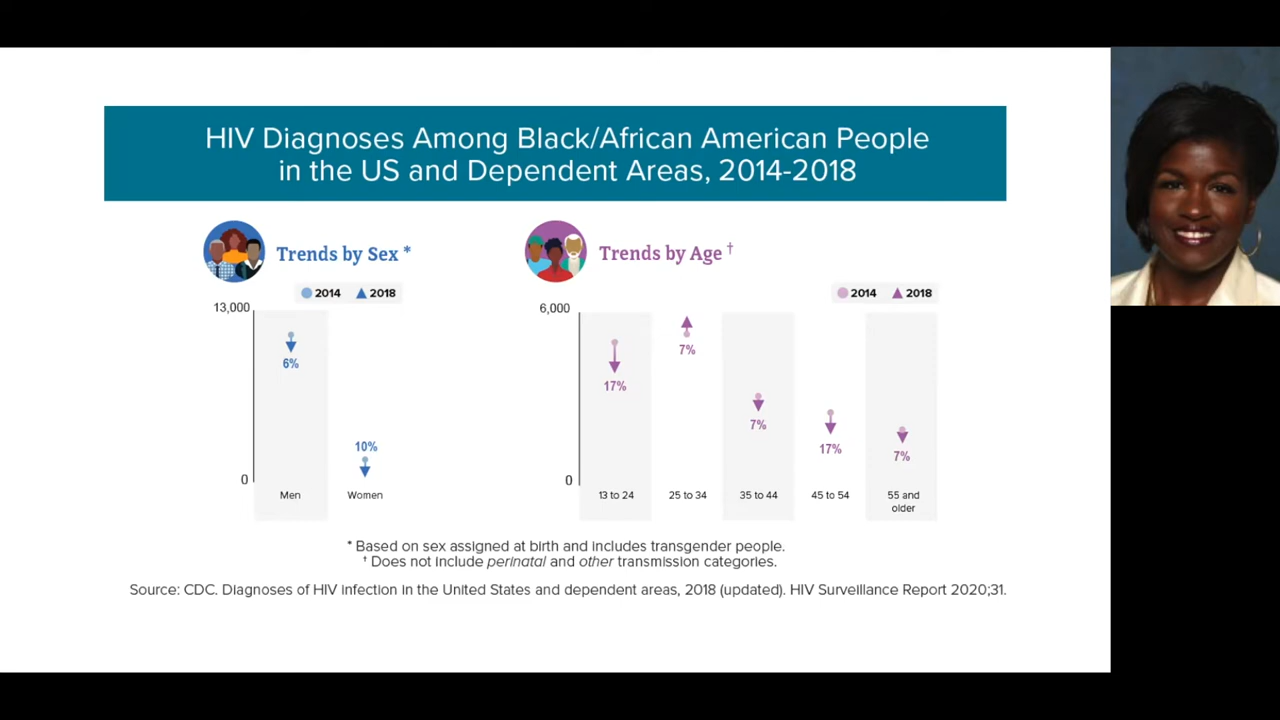 HIV Diagnoses Among Black/African American People
in the US and Dependent Areas, 2014-2018
Trends by Sex *
2014 2018
13,000
6%
10%
0
Men Women
Trends by Age †
2014 2018
6,000
17%
7%
7%
17%
7%
0
13 to 24 25 to 34 35 to 44 45 to 54 55 and
older
* Based on sex assigned at birth and includes transgender people.
† Does not include perinatal and other transmission categories.
Source: CDC. Diagnoses of HIV infection in the United States and dependent areas, 2018 (updated). HIV Surveillance Report 2020;31.